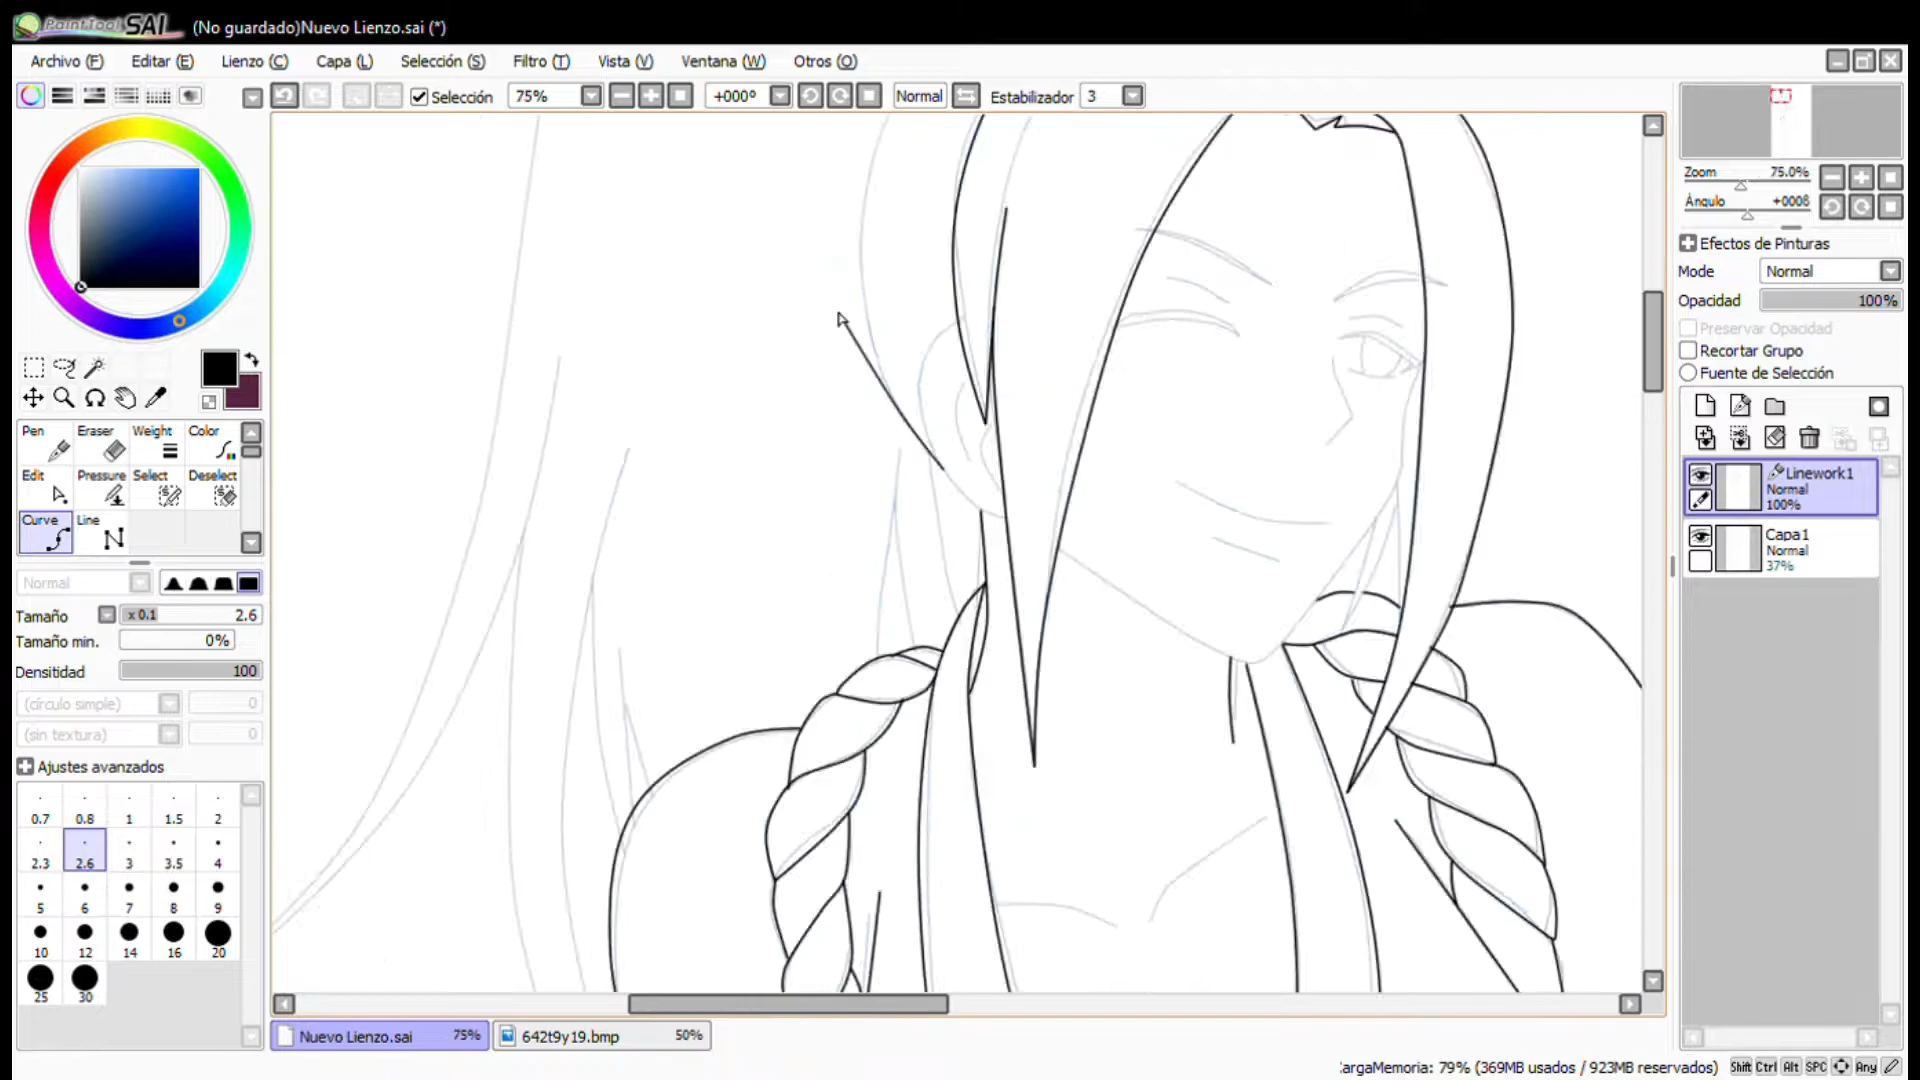 PaintTool SAI (No guardado)Nuevo Lienzo.sai (*)
Archivo (F) Editar (E) Lienzo (C) Capa (L) Selección (S) Filtro (T) Vista (V) Ventana (W) Otros (O)
Selección 75% +000º Normal Estabilizador 3
Zoom 75.0%
Ángulo +0008
Efectos de Pinturas
Mode Normal
Opacidad 100%
Preservar Opacidad
Recortar Grupo
Fuente de Selección
Pen Eraser Weight Color
Edit Pressure Select Deselect
Curve Line
Linework1
Normal
100%
Capa1
Normal
37%
Normal
Tamaño x 0.1 2.6
Tamaño min. 0%
Densitidad 100
(círculo simple) 0
(sin textura) 0
Ajustes avanzados
0.7 0.8 1 1.5 2
2.3 2.6 3 3.5 4
5 6 7 8 9
10 12 14 16 20
25 30
Nuevo Lienzo.sai 75% 642t9y19.bmp 50%
argaMemoria: 79% (369MB usados / 923MB reservados) Shift Ctrl Alt SPC Any